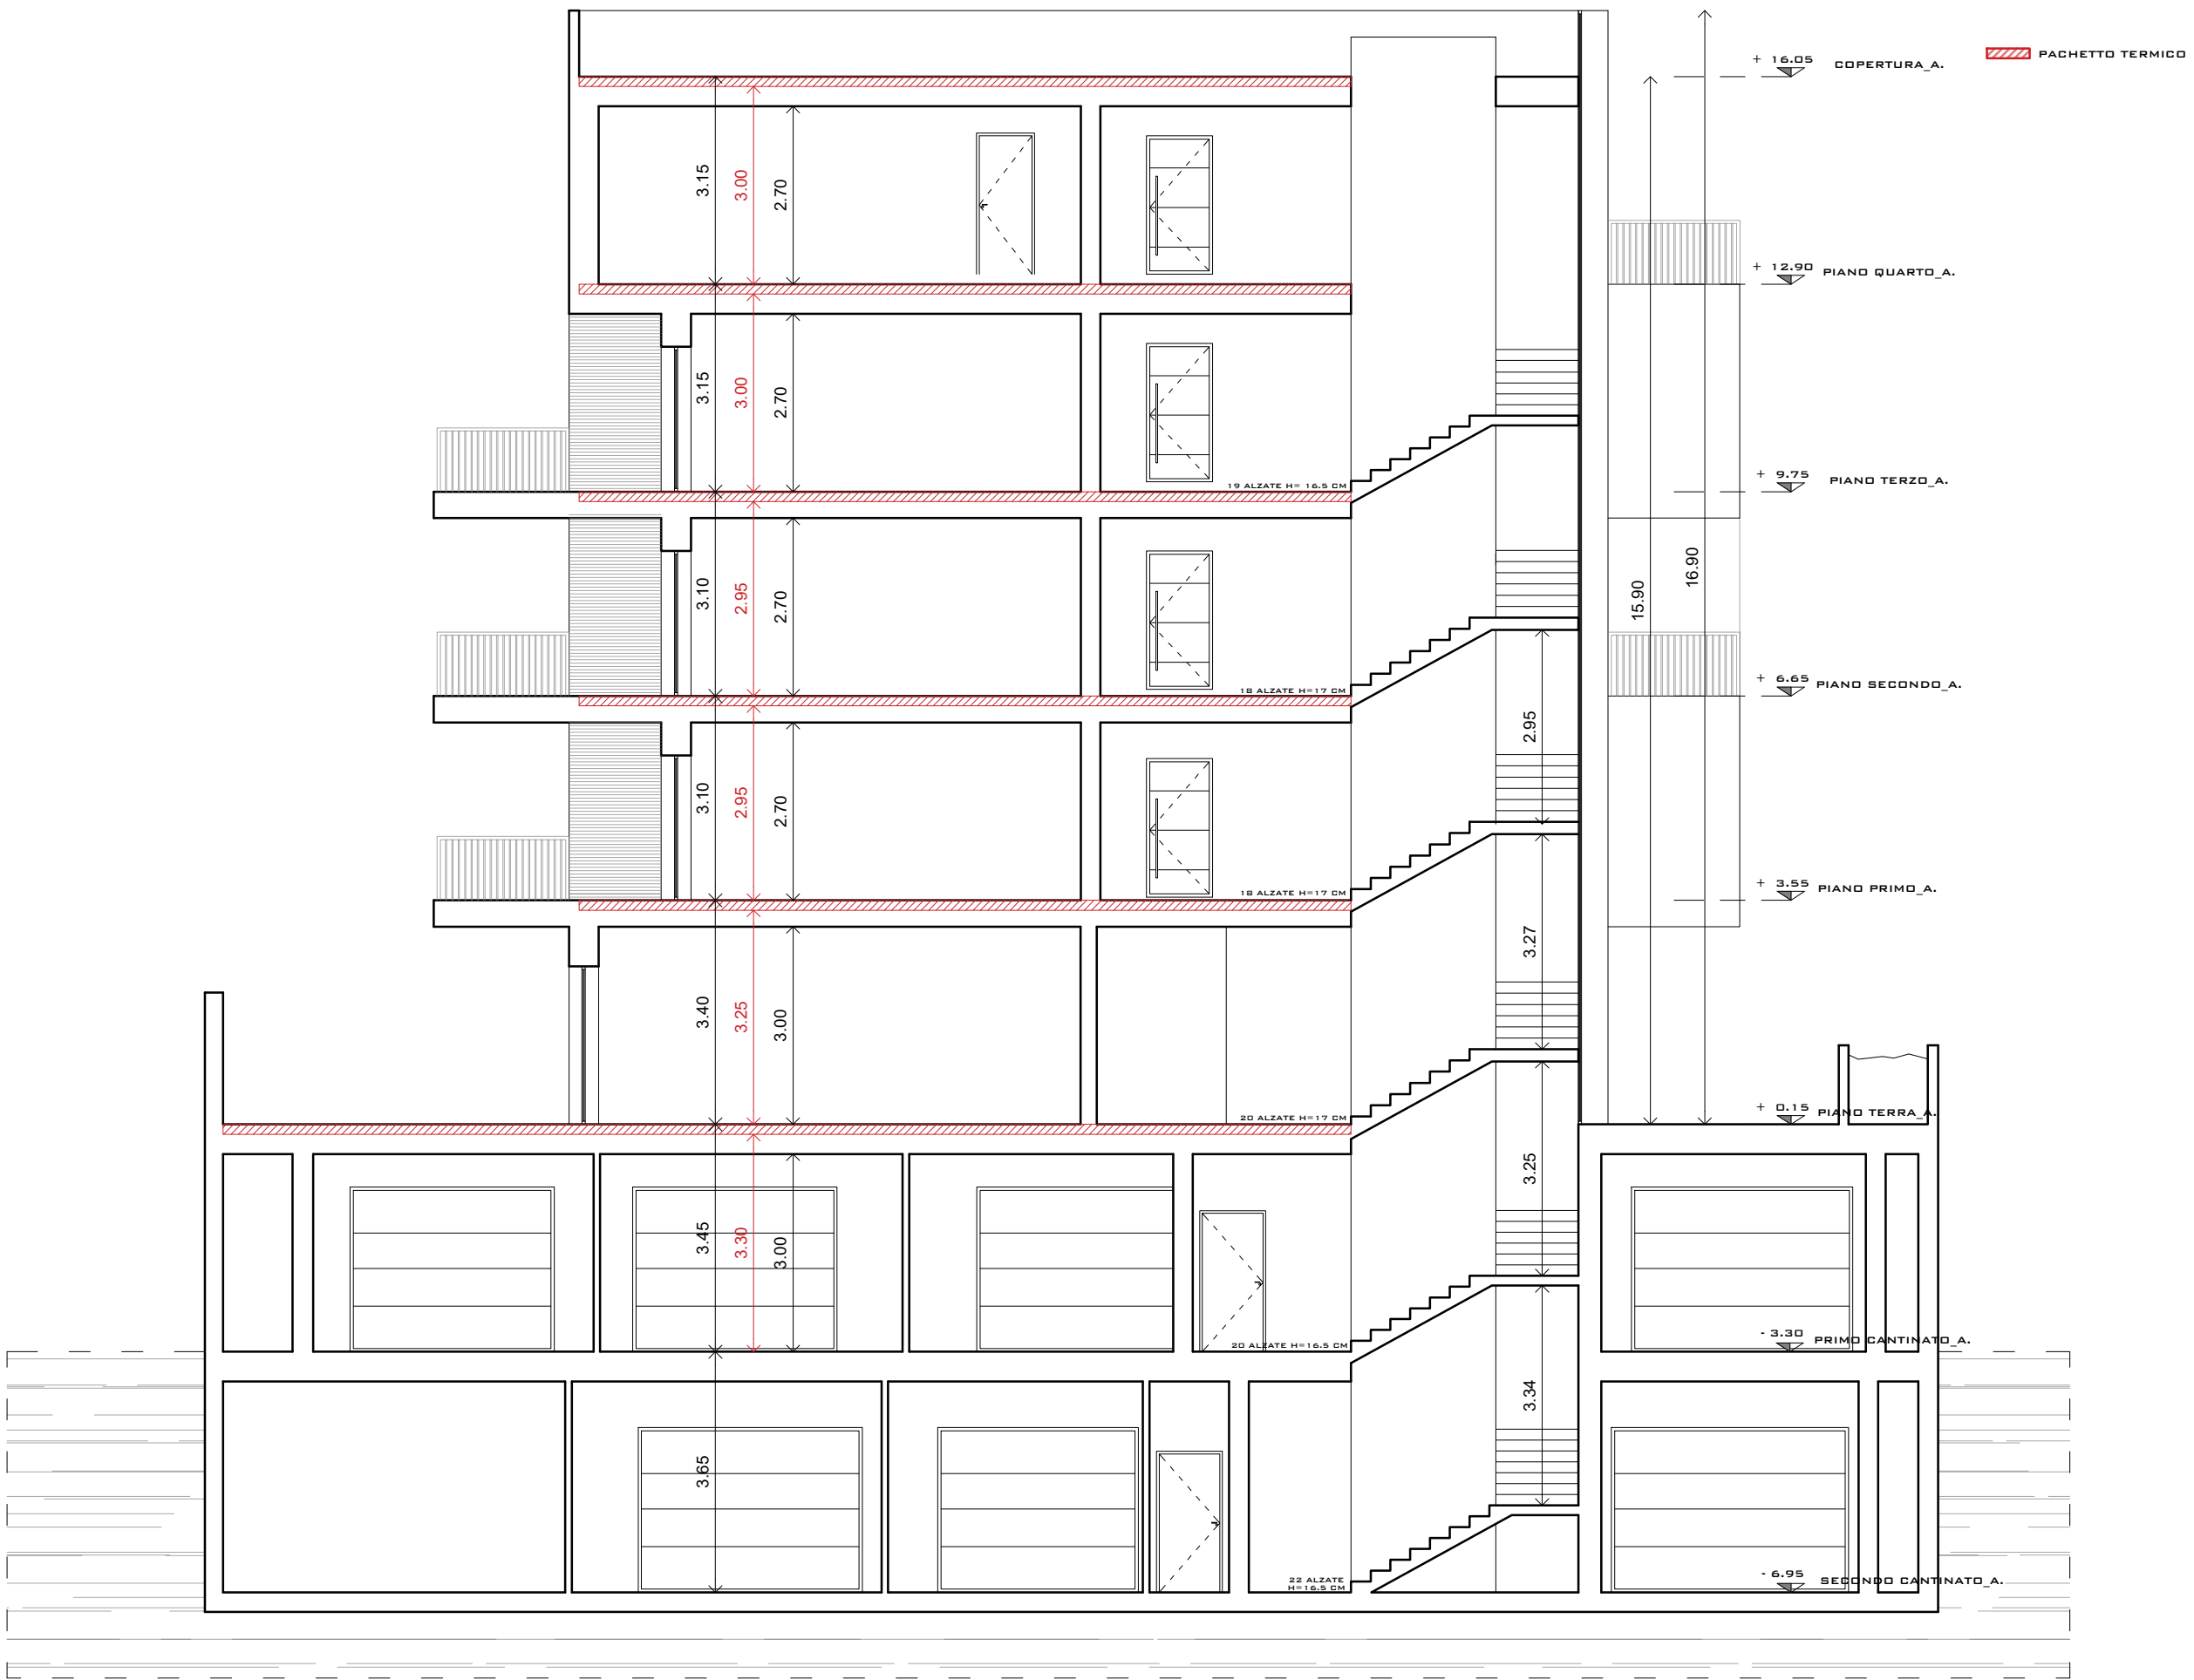 + 16.05 COPERTURA_A.
PACHETTO TERMICO
3.15
3.00
2.70
+ 12.90 PIANO QUARTO_A.
3.15
3.00
2.70
+ 9.75 PIANO TERZO_A.
19 ALZATE H= 16.5 CM
3.10
2.95
2.70
15.90
16.90
+ 6.65 PIANO SECONDO_A.
18 ALZATE H=17 CM
2.95
3.10
2.95
2.70
+ 3.55 PIANO PRIMO_A.
18 ALZATE H=17 CM
3.27
3.40
3.25
3.00
+ 0.15 PIANO TERRA_A.
20 ALZATE H=17 CM
3.25
3.45
3.30
3.00
- 3.30 PRIMO CANTINATO_A.
20 ALZATE H=16.5 CM
3.34
3.65
- 6.95 SECONDO CANTINATO_A.
22 ALZATE
H=16.5 CM